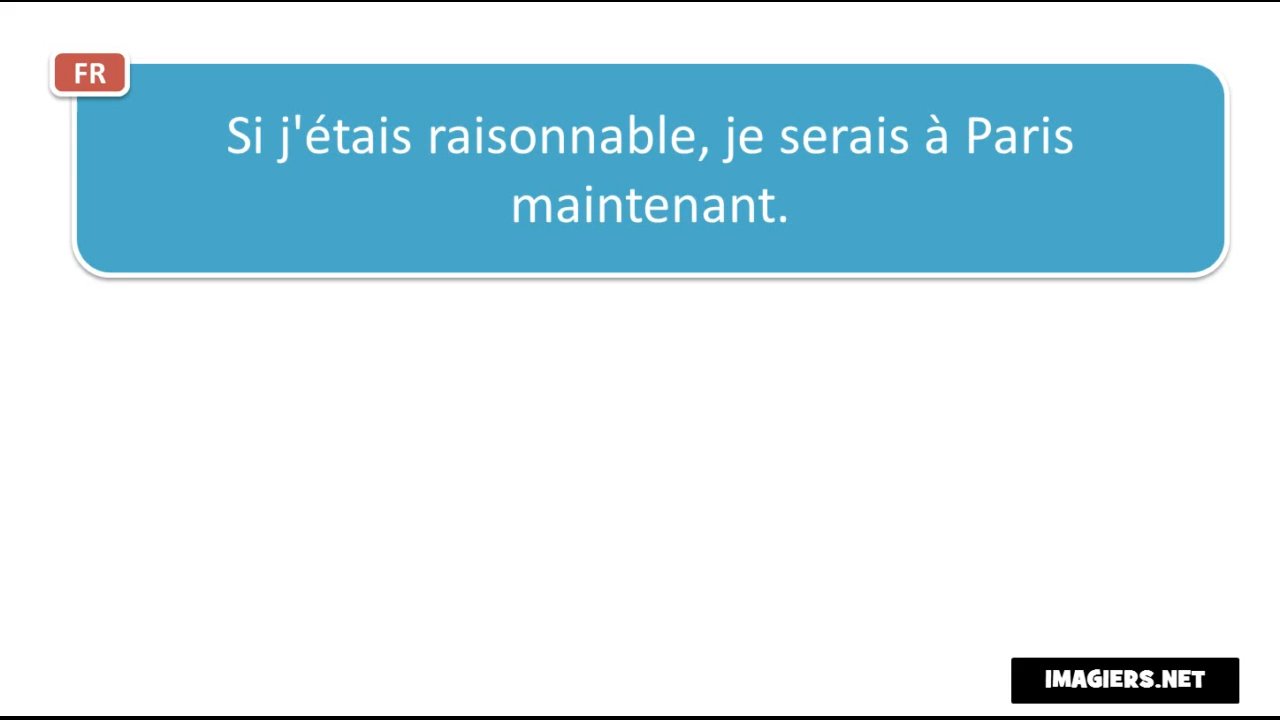 FR
Si j'étais raisonnable, je serais à Paris
maintenant.
IMAGIERS.NET